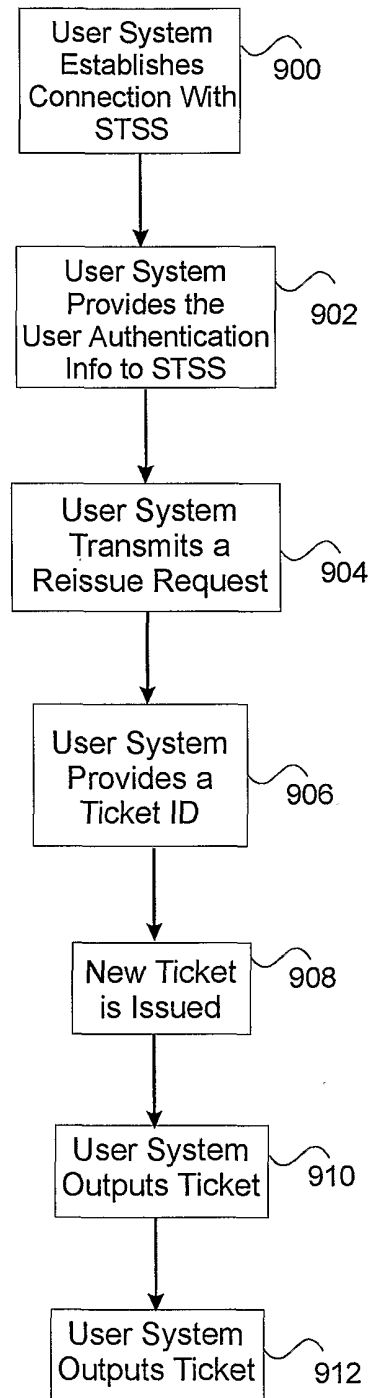 User System
Establishes
Connection With
STSS
900
User System
Provides the
User Authentication
Info to STSS
902
User System
Transmits a
Reissue Request
904
User System
Provides a
Ticket ID
906
New Ticket
is Issued
908
User System
Outputs Ticket
910
User System
Outputs Ticket
912